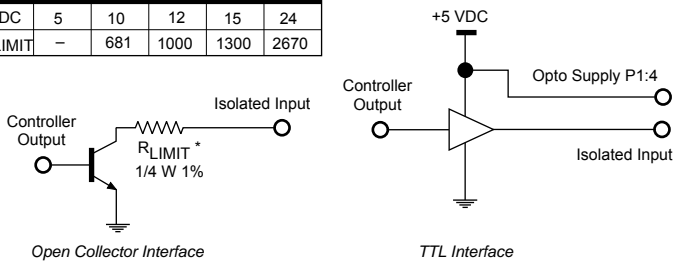 DC 5 10 12 15 24
LIMIT – 681 1000 1300 2670
+5 VDC
Opto Supply P1:4
Controller
Output
Isolated Input
Controller
Output
Isolated Input
RLIMIT *
1/4 W 1%
Open Collector Interface
TTL Interface